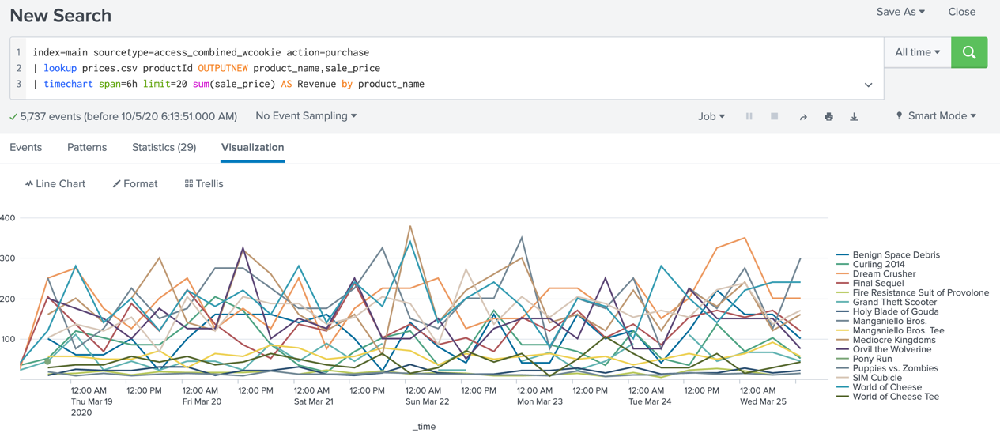 New Search
Save As Close
1 index=main sourcetype=access_combined_wcookie action=purchase
2 | lookup prices.csv productId OUTPUTNEW product_name,sale_price
3 | timechart span=6h limit=20 sum(sale_price) AS Revenue by product_name
All time
5,737 events (before 10/5/20 6:13:51.000 AM) No Event Sampling Job Smart Mode
Events Patterns Statistics (29) Visualization
Line Chart Format Trellis
400
300
200
100
12:00 AM 12:00 PM 12:00 AM 12:00 PM 12:00 AM 12:00 PM 12:00 AM 12:00 PM 12:00 AM 12:00 PM 12:00 AM 12:00 PM 12:00 AM
Thu Mar 19 Fri Mar 20 Sat Mar 21 Sun Mar 22 Mon Mar 23 Tue Mar 24 Wed Mar 25
2020
_time
Benign Space Debris
Curling 2014
Dream Crusher
Final Sequel
Fire Resistance Suit of Provolone
Grand Theft Scooter
Holy Blade of Gouda
Manganiello Bros.
Manganiello Bros. Tee
Mediocre Kingdoms
Orvil the Wolverine
Pony Run
Puppies vs. Zombies
SIM Cubicle
World of Cheese
World of Cheese Tee